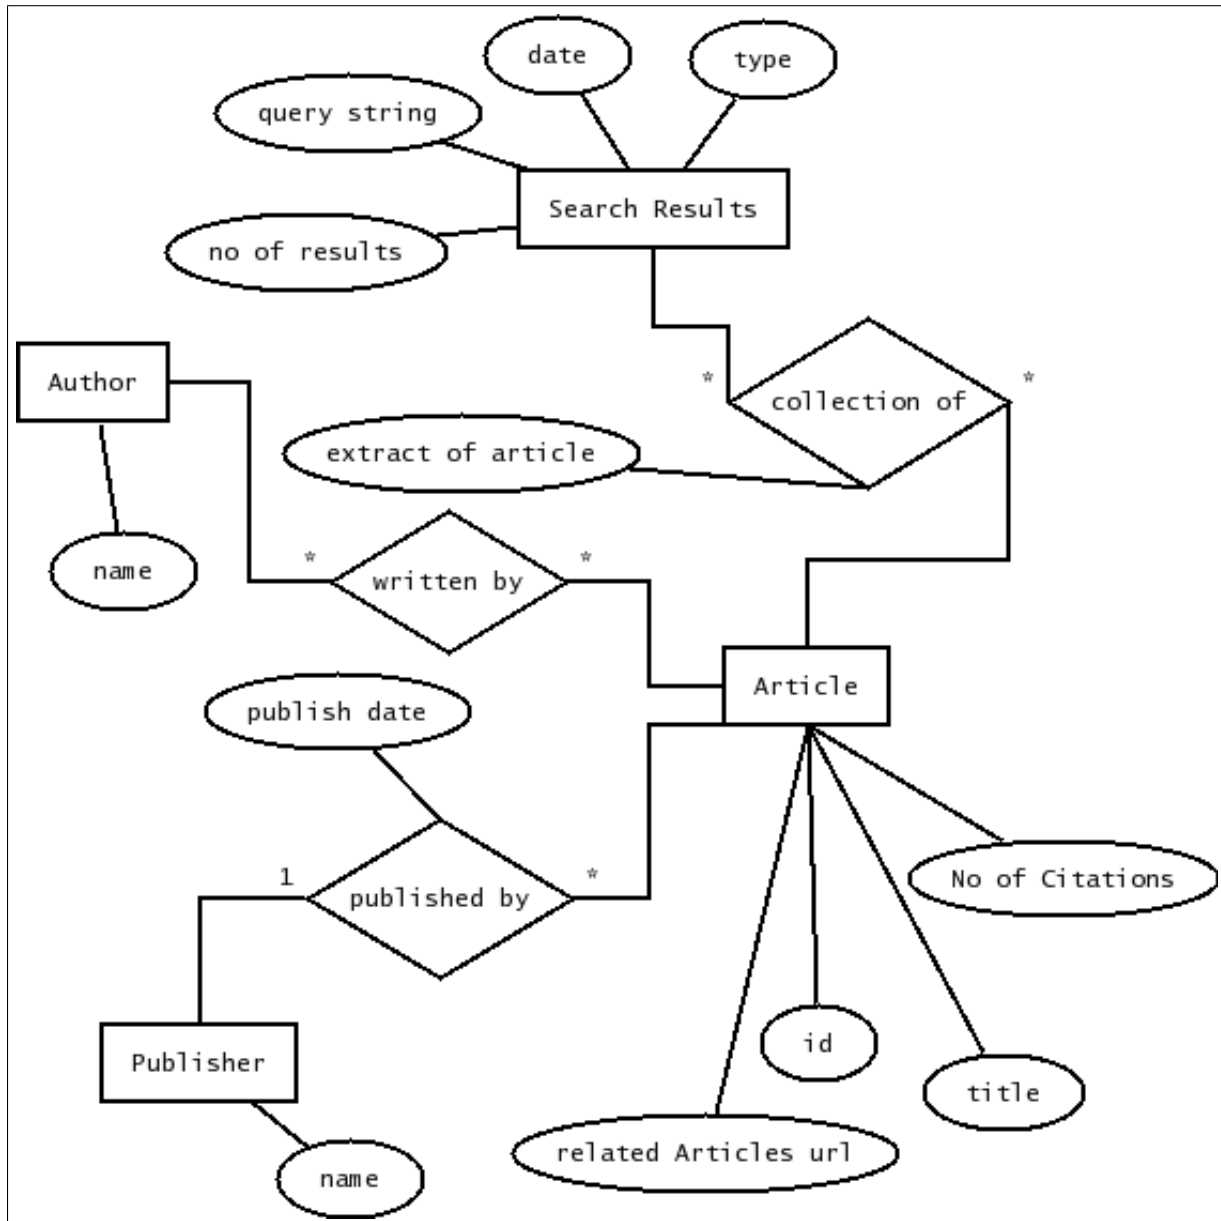 date
type
query string
Search Results
no of results
Author
*
*
collection of
extract of article
name
*
*
written by
Article
publish date
1
*
published by
No of Citations
Publisher
id
title
related Articles url
name